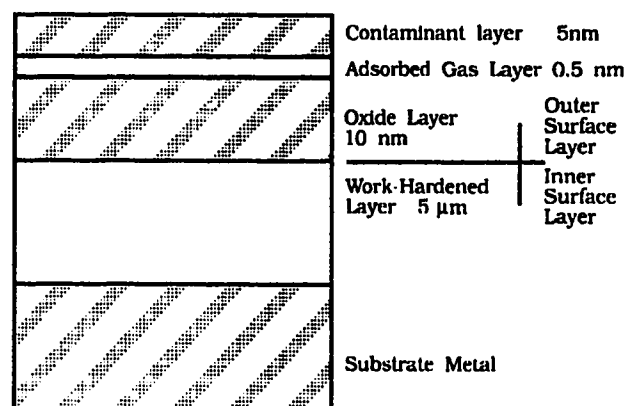 Contaminant layer 5nm
Adsorbed Gas Layer 0.5 nm
Oxide Layer
10 nm
Outer
Surface
Layer
Work-Hardened
Layer 5 μm
Inner
Surface
Layer
Substrate Metal